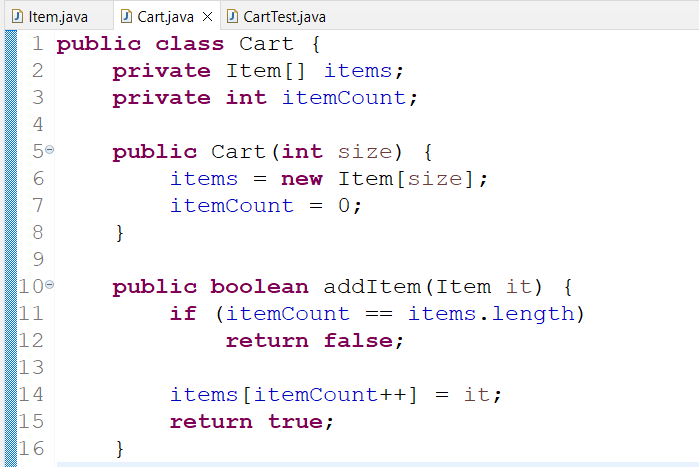 Item.java Cart.java CartTest.java
1 public class Cart {
2     private Item[] items;
3     private int itemCount;
4
5     public Cart(int size) {
6         items = new Item[size];
7         itemCount = 0;
8     }
9
10     public boolean addItem(Item it) {
11         if (itemCount == items.length)
12             return false;
13
14         items[itemCount++] = it;
15         return true;
16     }